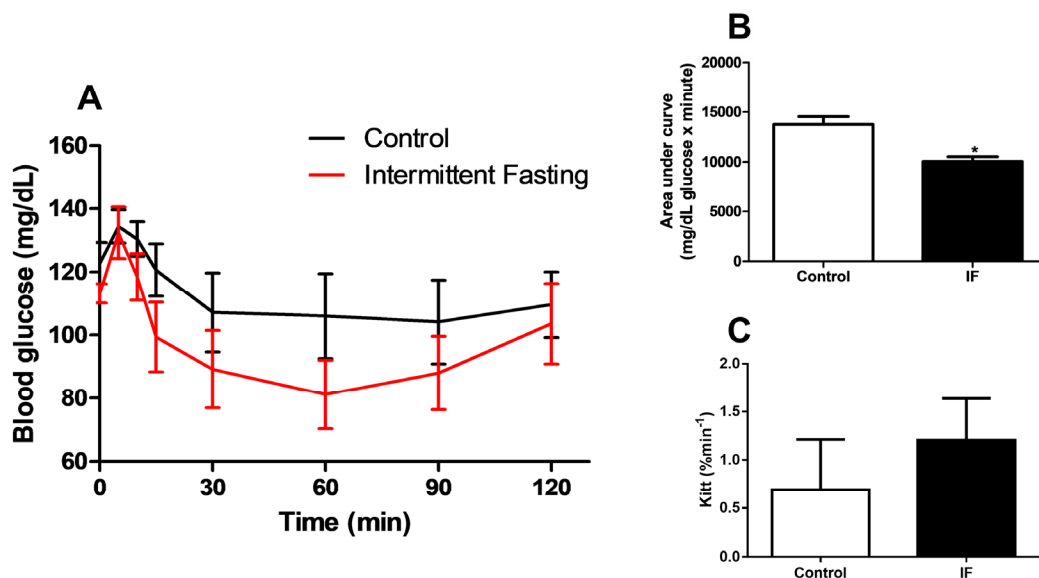 A
Control
Intermittent Fasting
160
140
120
100
80
60
Blood glucose (mg/dL)
0
30
60
90
120
Time (min)
B
20000
15000
10000
5000
0
Area under curve
(mg/dL glucose x minute)
*
Control
IF
C
2.0
1.5
1.0
0.5
0.0
Kitt (%min⁻¹)
Control
IF